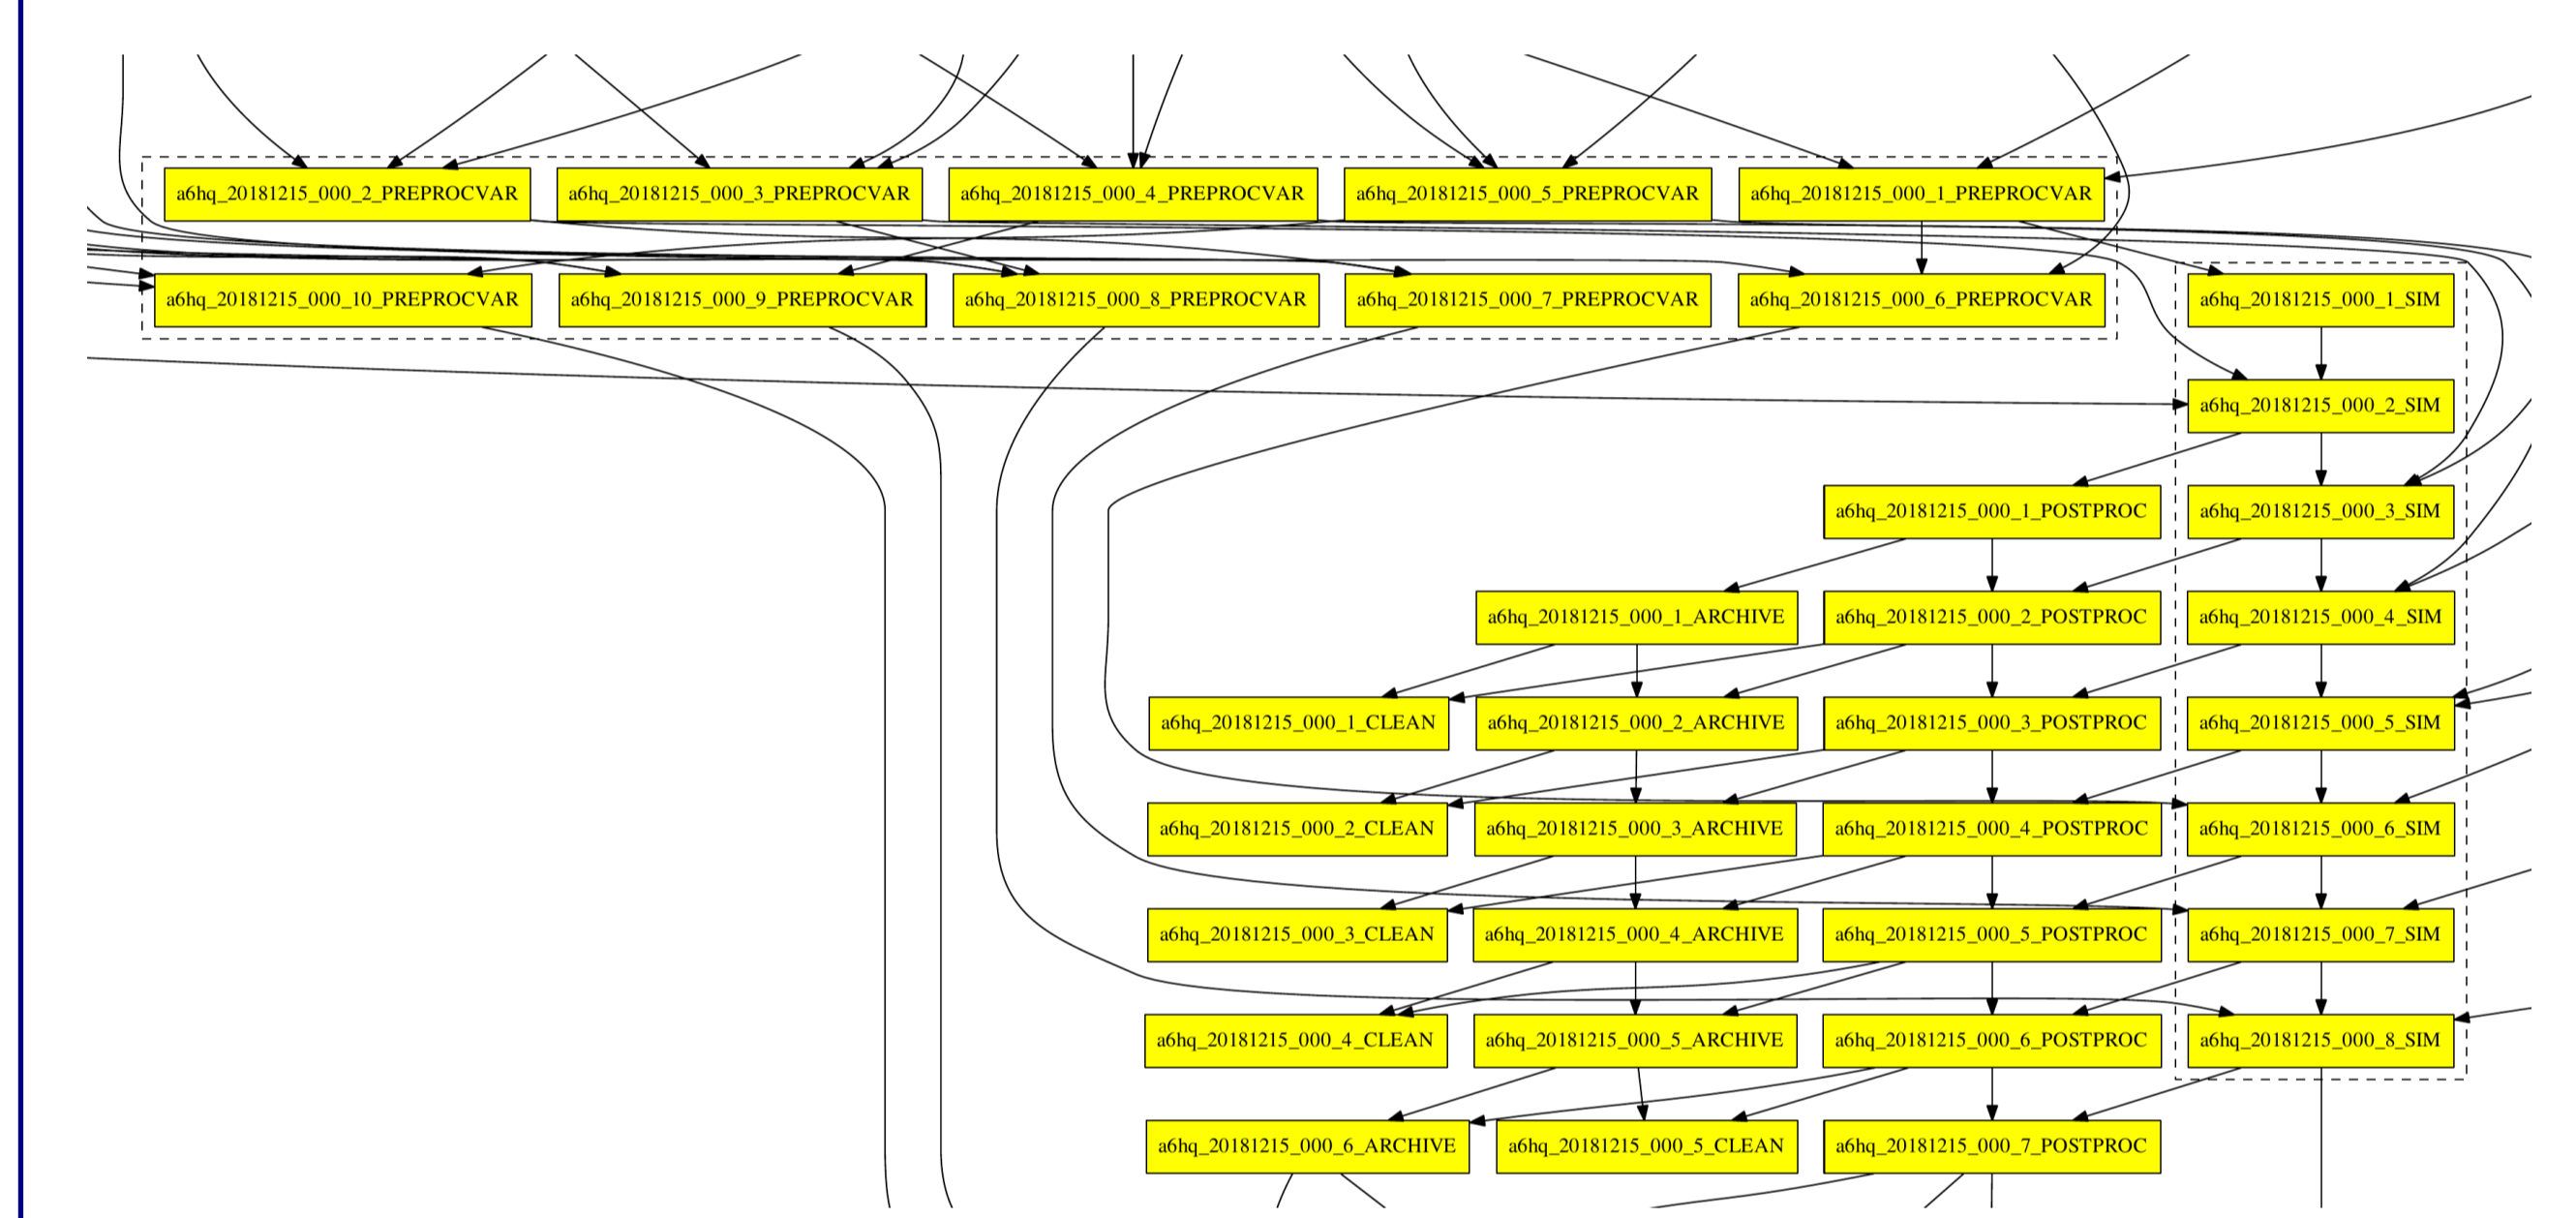 a6hq_20181215_000_2_PREPROCVAR
a6hq_20181215_000_3_PREPROCVAR
a6hq_20181215_000_4_PREPROCVAR
a6hq_20181215_000_5_PREPROCVAR
a6hq_20181215_000_1_PREPROCVAR
a6hq_20181215_000_10_PREPROCVAR
a6hq_20181215_000_9_PREPROCVAR
a6hq_20181215_000_8_PREPROCVAR
a6hq_20181215_000_7_PREPROCVAR
a6hq_20181215_000_6_PREPROCVAR
a6hq_20181215_000_1_SIM
a6hq_20181215_000_2_SIM
a6hq_20181215_000_1_POSTPROC
a6hq_20181215_000_3_SIM
a6hq_20181215_000_1_ARCHIVE
a6hq_20181215_000_2_POSTPROC
a6hq_20181215_000_4_SIM
a6hq_20181215_000_1_CLEAN
a6hq_20181215_000_2_ARCHIVE
a6hq_20181215_000_3_POSTPROC
a6hq_20181215_000_5_SIM
a6hq_20181215_000_2_CLEAN
a6hq_20181215_000_3_ARCHIVE
a6hq_20181215_000_4_POSTPROC
a6hq_20181215_000_6_SIM
a6hq_20181215_000_3_CLEAN
a6hq_20181215_000_4_ARCHIVE
a6hq_20181215_000_5_POSTPROC
a6hq_20181215_000_7_SIM
a6hq_20181215_000_4_CLEAN
a6hq_20181215_000_5_ARCHIVE
a6hq_20181215_000_6_POSTPROC
a6hq_20181215_000_8_SIM
a6hq_20181215_000_6_ARCHIVE
a6hq_20181215_000_5_CLEAN
a6hq_20181215_000_7_POSTPROC